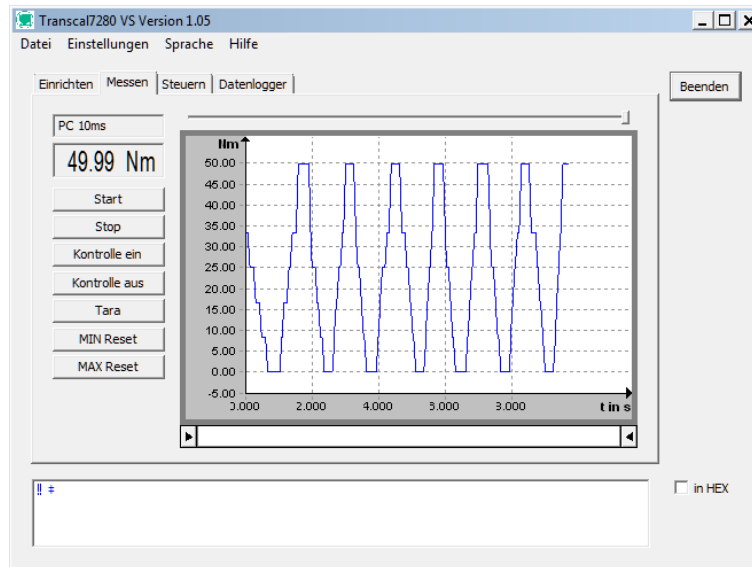 Transcal7280 VS Version 1.05
Datei Einstellungen Sprache Hilfe
Einrichten Messen Steuern Datenlogger
Beenden
PC 10ms
49.99 Nm
Start
Stop
Kontrolle ein
Kontrolle aus
Tara
MIN Reset
MAX Reset
Nm
50.00
45.00
40.00
35.00
30.00
25.00
20.00
15.00
10.00
5.00
0.00
-5.00
0.000 2.000 4.000 6.000 8.000 t in s
!! ‡
in HEX